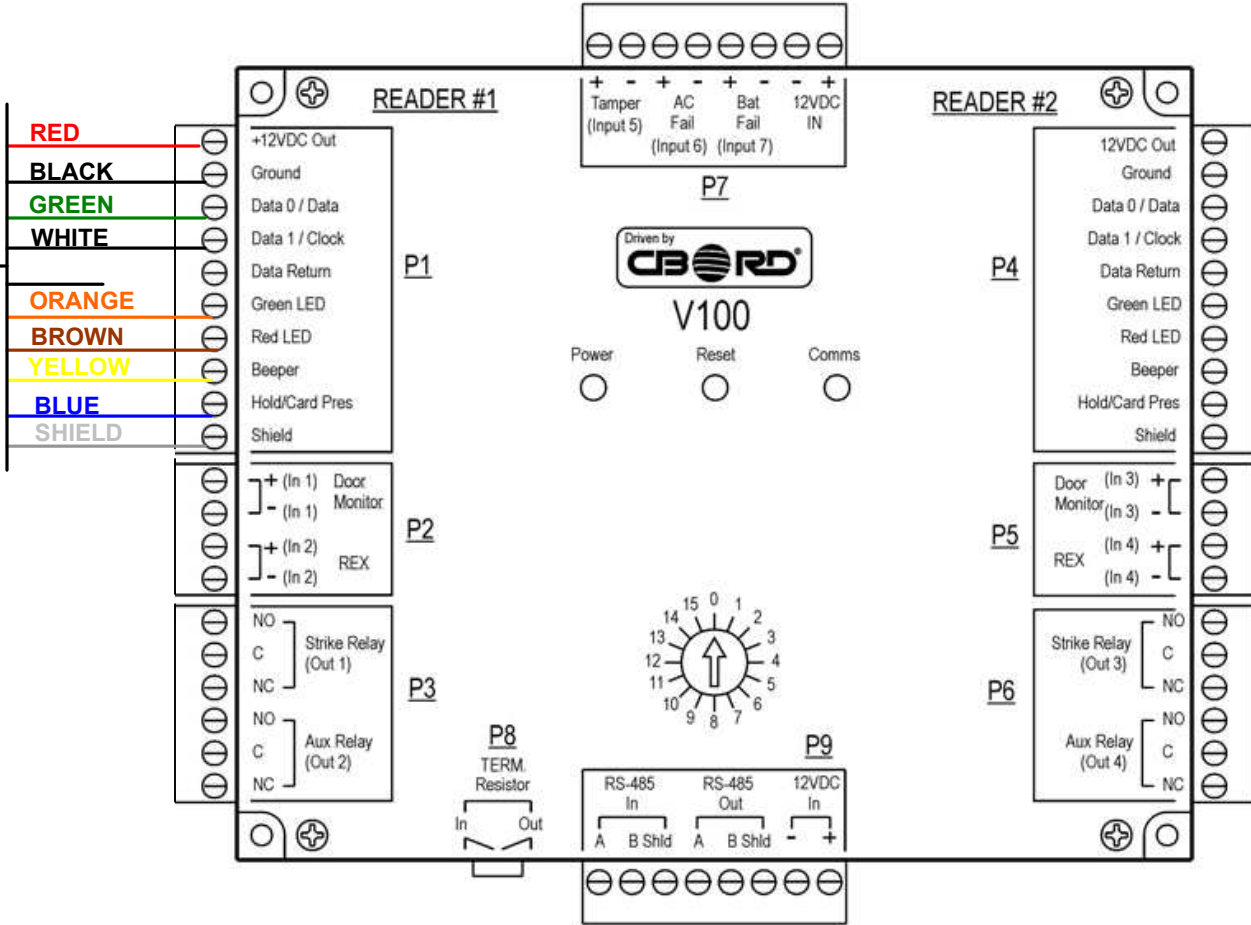 READER #1
READER #2
+ - + - + - - +
Tamper AC Bat 12VDC
(Input 5) Fail Fail IN
(Input 6) (Input 7)
P7
RED
BLACK
GREEN
WHITE
ORANGE
BROWN
YELLOW
BLUE
SHIELD
+12VDC Out
Ground
Data 0 / Data
Data 1 / Clock
Data Return
Green LED
Red LED
Beeper
Hold/Card Pres
Shield
P1
Driven by
CBORD®
V100
Power Reset Comms
P4
12VDC Out
Ground
Data 0 / Data
Data 1 / Clock
Data Return
Green LED
Red LED
Beeper
Hold/Card Pres
Shield
+ (In 1) Door
- (In 1) Monitor
+ (In 2) REX
- (In 2)
P2
P5
Door (In 3) +
Monitor (In 3) -
REX (In 4) +
(In 4) -
NO
C Strike Relay
(Out 1)
NC
NO
C Aux Relay
(Out 2)
NC
P3
0
1
2
3
4
5
6
7
8
9
10
11
12
13
14
15
P6
NO
Strike Relay C
(Out 3)
NC
NO
Aux Relay C
(Out 4)
NC
P8
TERM.
Resistor
In Out
P9
RS-485 RS-485 12VDC
In Out In
A B Shld A B Shld - +